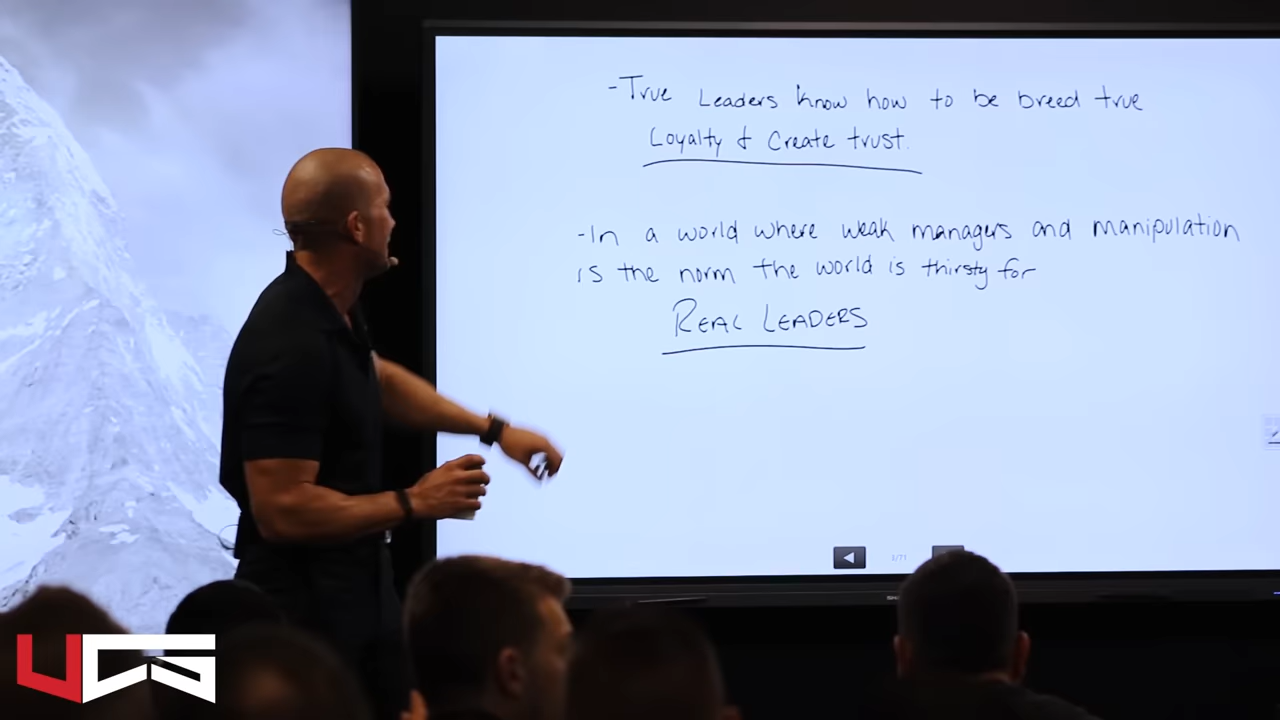 -True Leaders know how to be breed true
Loyalty & Create trust.
-In a world where weak managers and manipulation
is the norm the world is thirsty for
REAL LEADERS
UCS